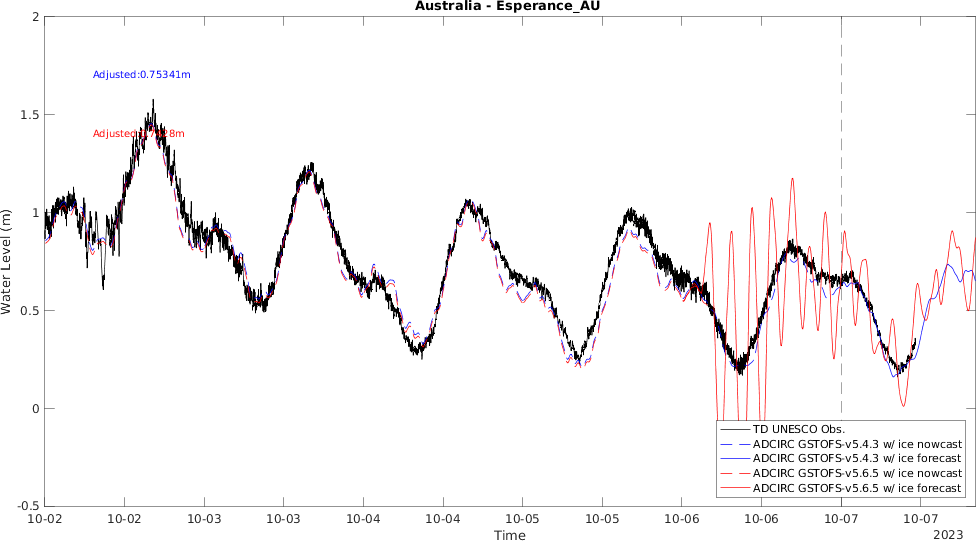 Australia - Esperance_AU
2
Adjusted:0.75341m
1.5
1
Water Level (m)
0.5
0
TD UNESCO Obs.
ADCIRC GSTOFS-v5.4.3 w/ ice nowcast
ADCIRC GSTOFS-v5.4.3 w/ ice forecast
ADCIRC GSTOFS-v5.6.5 w/ ice nowcast
ADCIRC GSTOFS-v5.6.5 w/ ice forecast
-0.5
10-02 10-02 10-03 10-03 10-04 10-04 10-05 10-05 10-06 10-06 10-07 10-07
Time
2023